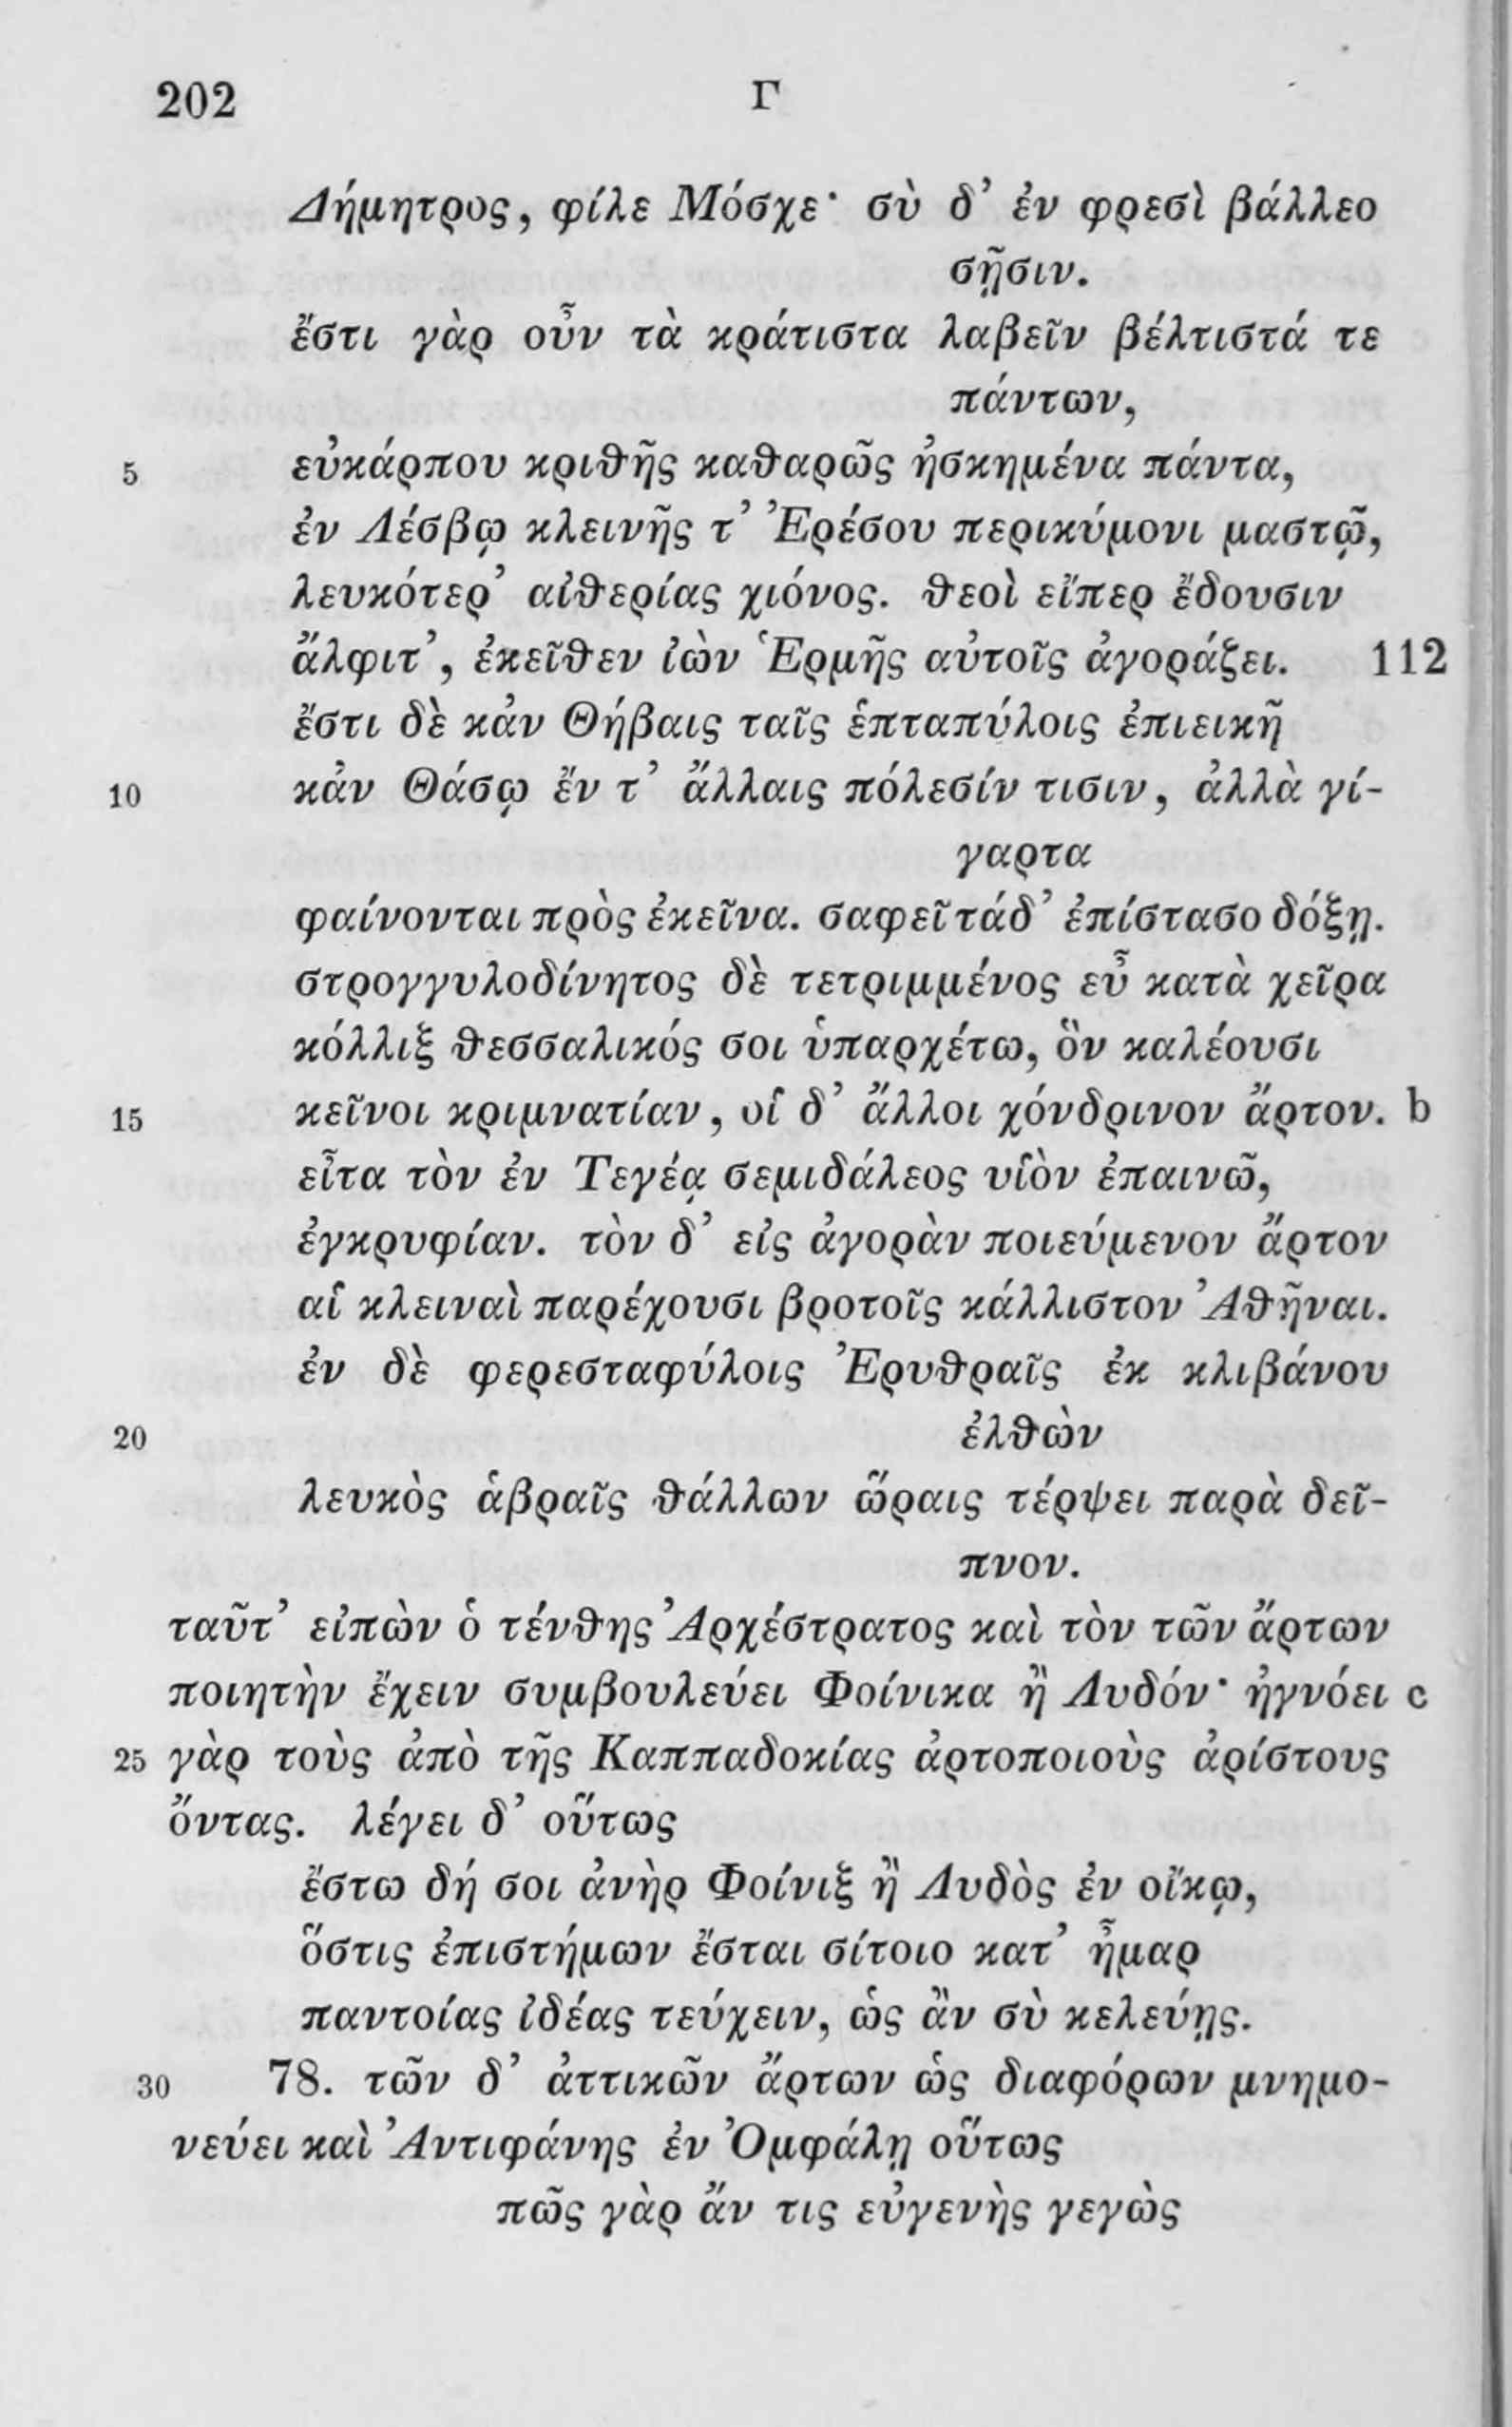 202 Γ
Δήμητρος, φίλε Μόσχε· σὺ δ’ ἐν φρεσὶ βάλλεο
σῇσιν.
ἔστι γὰρ οὖν τὰ κράτιστα λαβεῖν βέλτιστά τε
πάντων,
5 εὐκάρπου κριθῆς καθαρῶς ἠσκημένα πάντα,
ἐν Λέσβῳ κλεινῆς τ’ Ἐρέσου περικύμονι μαστῷ,
λευκότερ’ αἰθερίας χιόνος. θεοὶ εἴπερ ἔδουσιν
ἄλφιτ’, ἐκεῖθεν ἰὼν Ἑρμῆς αὐτοῖς ἀγοράζει. 112
ἔστι δὲ κἀν Θήβαις ταῖς ἑπταπύλοις ἐπιεικῆ
10 κἀν Θάσῳ ἔν τ’ ἄλλαις πόλεσίν τισιν, ἀλλὰ γί-
γαρτα
φαίνονται πρὸς ἐκεῖνα. σαφεῖ τάδ’ ἐπίστασο δόξῃ.
στρογγυλοδίνητος δὲ τετριμμένος εὖ κατὰ χεῖρα
κόλλιξ θεσσαλικός σοι ὑπαρχέτω, ὃν καλέουσι
15 κεῖνοι κριμνατίαν, οἱ δ’ ἄλλοι χόνδρινον ἄρτον. b
εἶτα τὸν ἐν Τεγέᾳ σεμιδάλεος υἱὸν ἐπαινῶ,
ἐγκρυφίαν. τὸν δ’ εἰς ἀγορὰν ποιεύμενον ἄρτον
αἱ κλειναὶ παρέχουσι βροτοῖς κάλλιστον Ἀθῆναι.
ἐν δὲ φερεσταφύλοις Ἐρυθραῖς ἐκ κλιβάνου
20 ἐλθὼν
λευκὸς ἁβραῖς θάλλων ὥραις τέρψει παρὰ δεῖ-
πνον.
ταῦτ’ εἰπὼν ὁ τένθης Ἀρχέστρατος καὶ τὸν τῶν ἄρτων
ποιητὴν ἔχειν συμβουλεύει Φοίνικα ἢ Λυδόν· ἠγνόει c
25 γὰρ τοὺς ἀπὸ τῆς Καππαδοκίας ἀρτοποιοὺς ἀρίστους
ὄντας. λέγει δ’ οὕτως
ἔστω δή σοι ἀνὴρ Φοίνιξ ἢ Λυδὸς ἐν οἴκῳ,
ὅστις ἐπιστήμων ἔσται σίτοιο κατ’ ἦμαρ
παντοίας ἰδέας τεύχειν, ὡς ἂν σὺ κελεύῃς.
30 78. τῶν δ’ ἀττικῶν ἄρτων ὡς διαφόρων μνημο-
νεύει καὶ Ἀντιφάνης ἐν Ὀμφάλῃ οὕτως
πῶς γὰρ ἄν τις εὐγενὴς γεγὼς